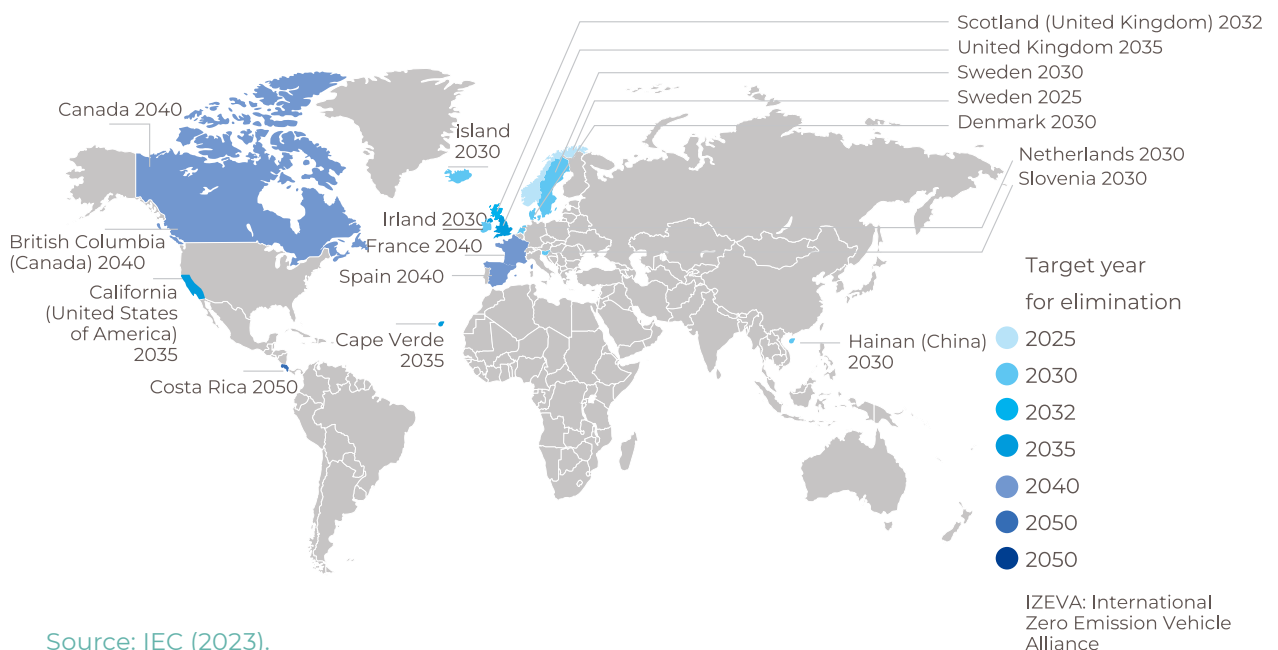 Scotland (United Kingdom) 2032
United Kingdom 2035
Sweden 2030
Sweden 2025
Denmark 2030
Canada 2040
Island
2030
Netherlands 2030
Slovenia 2030
Irland 2030
British Columbia
(Canada) 2040
France 2040
Spain 2040
California
(United States
of America)
2035
Cape Verde
2035
Hainan (China)
2030
Costa Rica 2050
Target year
for elimination
2025
2030
2032
2035
2040
2050
2050
IZEVA: International
Zero Emission Vehicle
Alliance
Source: IEC (2023).